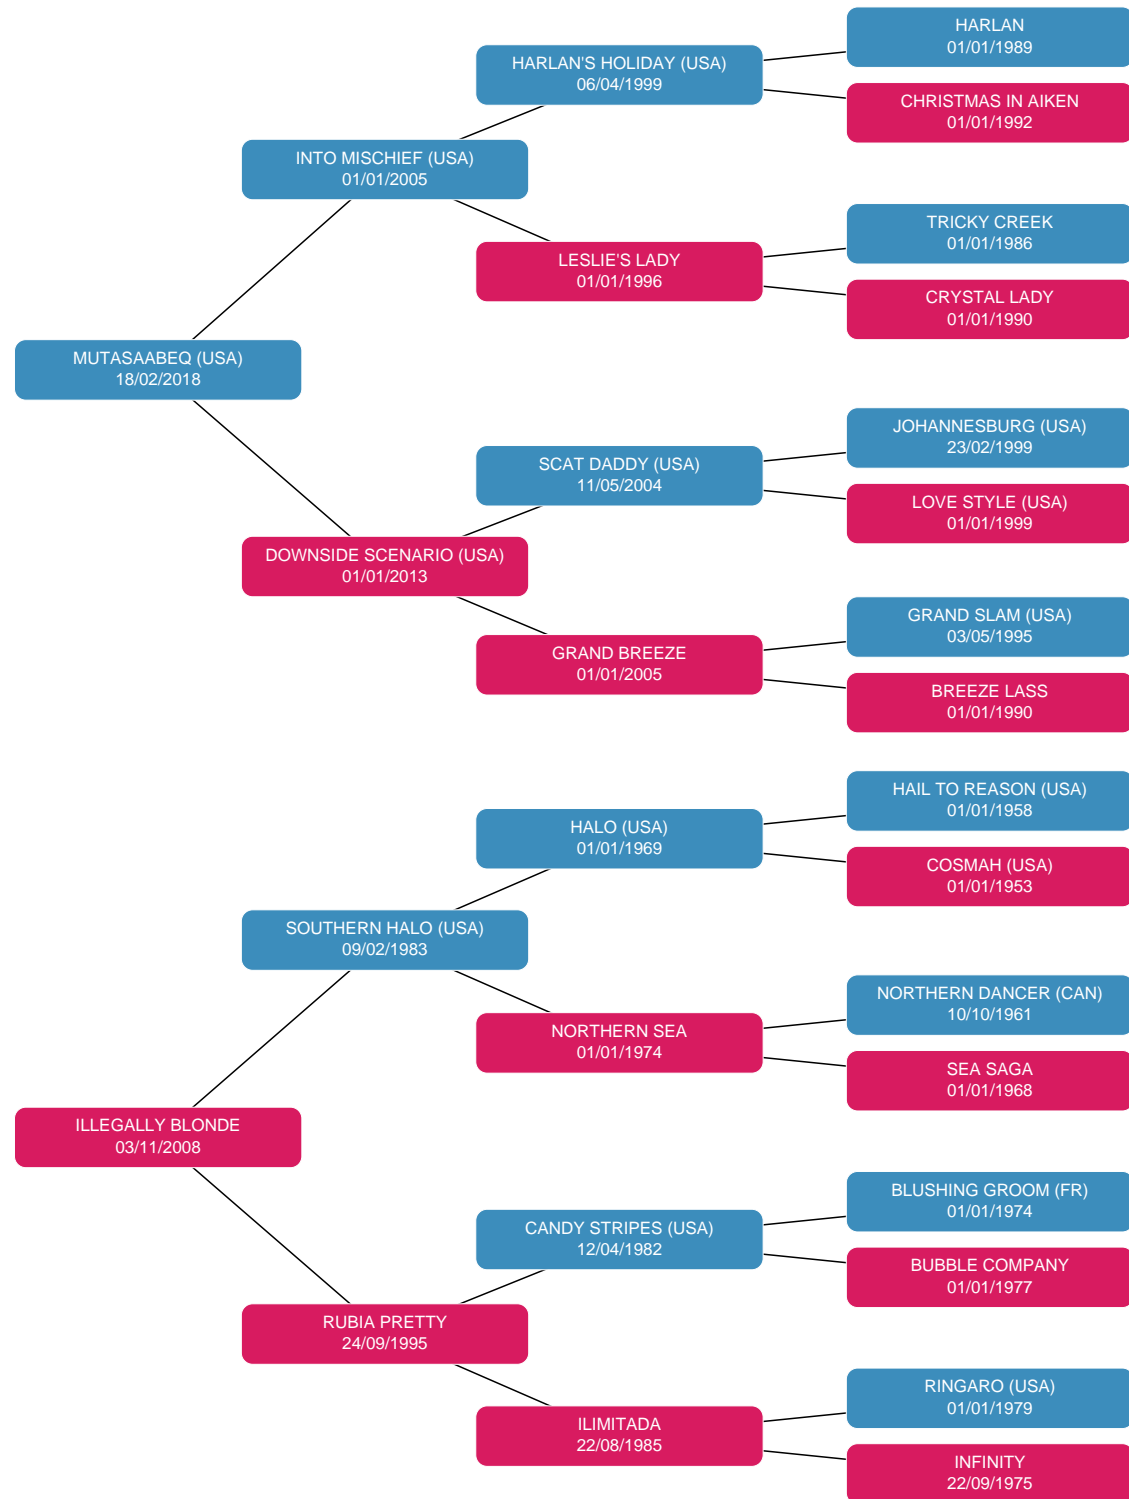 HARLAN
01/01/1989
HARLAN'S HOLIDAY (USA)
06/04/1999
CHRISTMAS IN AIKEN
01/01/1992
INTO MISCHIEF (USA)
01/01/2005
TRICKY CREEK
01/01/1986
LESLIE'S LADY
01/01/1996
CRYSTAL LADY
01/01/1990
MUTASAABEQ (USA)
18/02/2018
JOHANNESBURG (USA)
23/02/1999
SCAT DADDY (USA)
11/05/2004
LOVE STYLE (USA)
01/01/1999
DOWNSIDE SCENARIO (USA)
01/01/2013
GRAND SLAM (USA)
03/05/1995
GRAND BREEZE
01/01/2005
BREEZE LASS
01/01/1990
HAIL TO REASON (USA)
01/01/1958
HALO (USA)
01/01/1969
COSMAH (USA)
01/01/1953
SOUTHERN HALO (USA)
09/02/1983
NORTHERN DANCER (CAN)
10/10/1961
NORTHERN SEA
01/01/1974
SEA SAGA
01/01/1968
ILLEGALLY BLONDE
03/11/2008
BLUSHING GROOM (FR)
01/01/1974
CANDY STRIPES (USA)
12/04/1982
BUBBLE COMPANY
01/01/1977
RUBIA PRETTY
24/09/1995
RINGARO (USA)
01/01/1979
ILIMITADA
22/08/1985
INFINITY
22/09/1975